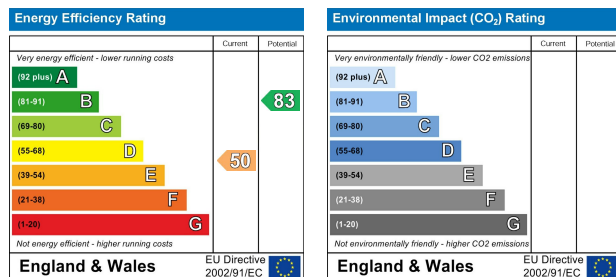 Energy Efficiency Rating
Current Potential
Very energy efficient - lower running costs
(92 plus) A
(81-91) B
83
(69-80) C
(55-68) D
50
(39-54) E
(21-38) F
(1-20) G
Not energy efficient - higher running costs
England & Wales
EU Directive
2002/91/EC
Environmental Impact (CO₂) Rating
Current Potential
Very environmentally friendly - lower CO2 emissions
(92 plus) A
(81-91) B
(69-80) C
(55-68) D
(39-54) E
(21-38) F
(1-20) G
Not environmentally friendly - higher CO2 emissions
England & Wales
EU Directive
2002/91/EC